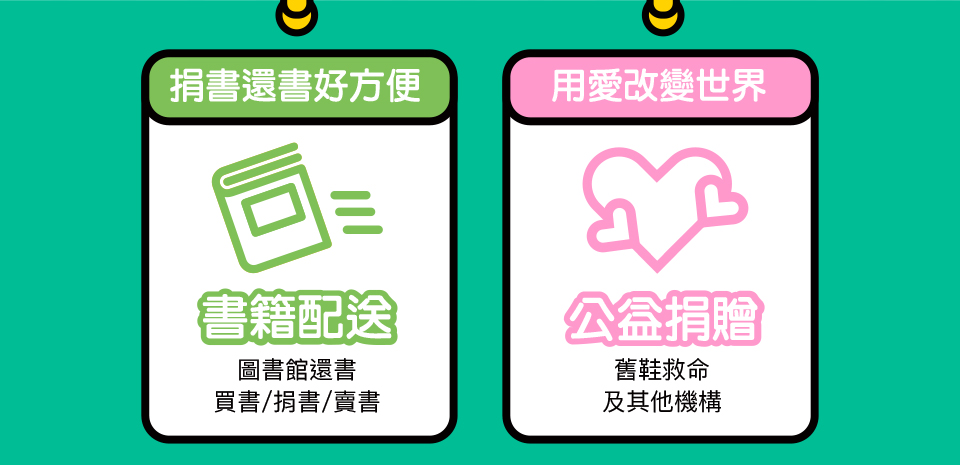 捐書還書好方便
書籍配送
圖書館還書
買書/捐書/賣書
用愛改變世界
公益捐贈
舊鞋救命
及其他機構